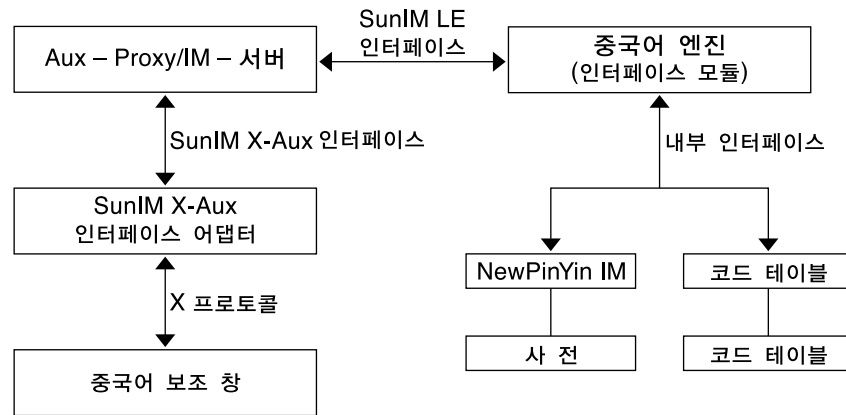 SunIM LE
인터페이스
Aux – Proxy/IM – 서버
중국어 엔진
(인터페이스 모듈)
SunIM X-Aux 인터페이스
내부 인터페이스
SunIM X-Aux
인터페이스 어댑터
NewPinYin IM
코드 테이블
X 프로토콜
사 전
코드 테이블
중국어 보조 창